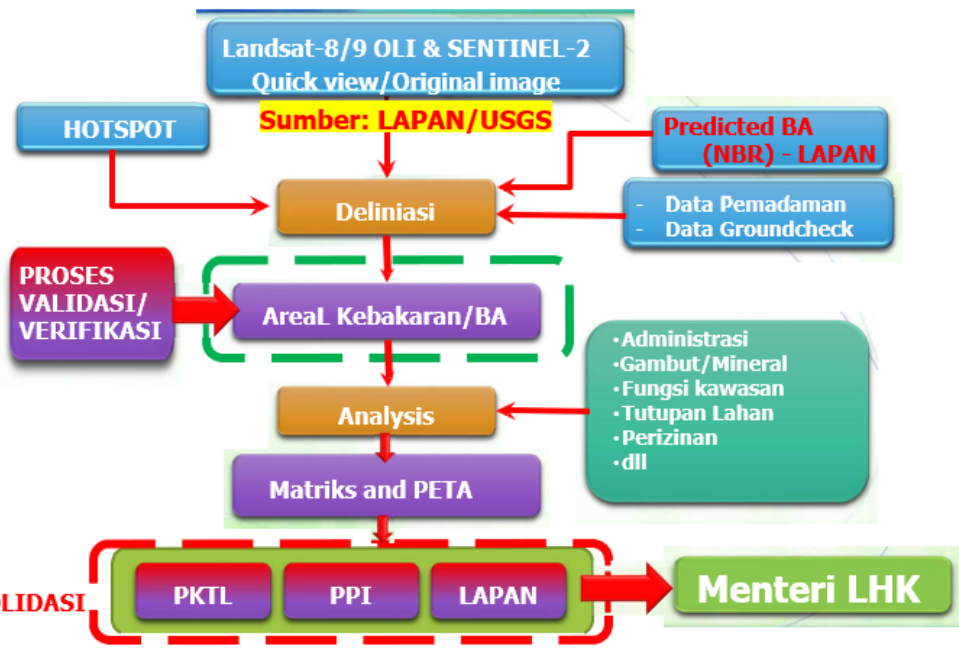 Landsat-8/9 OLI & SENTINEL-2
Quick view/Original image
Sumber: LAPAN/USGS
HOTSPOT
Predicted BA
(NBR) - LAPAN
Deliniasi
- Data Pemadaman
- Data Groundcheck
PROSES
VALIDASI/
VERIFIKASI
AreaL Kebakaran/BA
•Administrasi
•Gambut/Mineral
•Fungsi kawasan
•Tutupan Lahan
•Perizinan
•dll
Analysis
Matriks and PETA
OLIDASI
PKTL
PPI
LAPAN
Menteri LHK